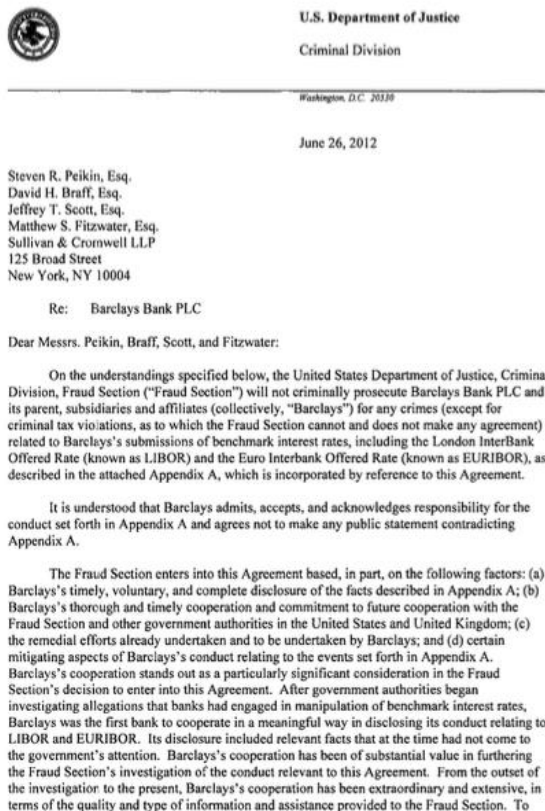 U.S. Department of Justice
Criminal Division
Washington, D.C. 20530
June 26, 2012
Steven R. Peikin, Esq.
David H. Braff, Esq.
Jeffrey T. Scott, Esq.
Matthew S. Fitzwater, Esq.
Sullivan & Cromwell LLP
125 Broad Street
New York, NY 10004
Re: Barclays Bank PLC
Dear Messrs. Peikin, Braff, Scott, and Fitzwater:
On the understandings specified below, the United States Department of Justice, Crimina
Division, Fraud Section ("Fraud Section") will not criminally prosecute Barclays Bank PLC and
its parent, subsidiaries and affiliates (collectively, "Barclays") for any crimes (except for
criminal tax violations, as to which the Fraud Section cannot and does not make any agreement)
related to Barclays's submissions of benchmark interest rates, including the London InterBank
Offered Rate (known as LIBOR) and the Euro Interbank Offered Rate (known as EURIBOR), as
described in the attached Appendix A, which is incorporated by reference to this Agreement.
It is understood that Barclays admits, accepts, and acknowledges responsibility for the
conduct set forth in Appendix A and agrees not to make any public statement contradicting
Appendix A.
The Fraud Section enters into this Agreement based, in part, on the following factors: (a)
Barclays's timely, voluntary, and complete disclosure of the facts described in Appendix A; (b)
Barclays's thorough and timely cooperation and commitment to future cooperation with the
Fraud Section and other government authorities in the United States and United Kingdom; (c)
the remedial efforts already undertaken and to be undertaken by Barclays; and (d) certain
mitigating aspects of Barclays's conduct relating to the events set forth in Appendix A.
Barclays's cooperation stands out as a particularly significant consideration in the Fraud
Section's decision to enter into this Agreement. After government authorities began
investigating allegations that banks had engaged in manipulation of benchmark interest rates,
Barclays was the first bank to cooperate in a meaningful way in disclosing its conduct relating to
LIBOR and EURIBOR. Its disclosure included relevant facts that at the time had not come to
the government's attention. Barclays's cooperation has been of substantial value in furthering
the Fraud Section's investigation of the conduct relevant to this Agreement. From the outset of
the investigation to the present, Barclays's cooperation has been extraordinary and extensive, in
terms of the quality and type of information and assistance provided to the Fraud Section. To